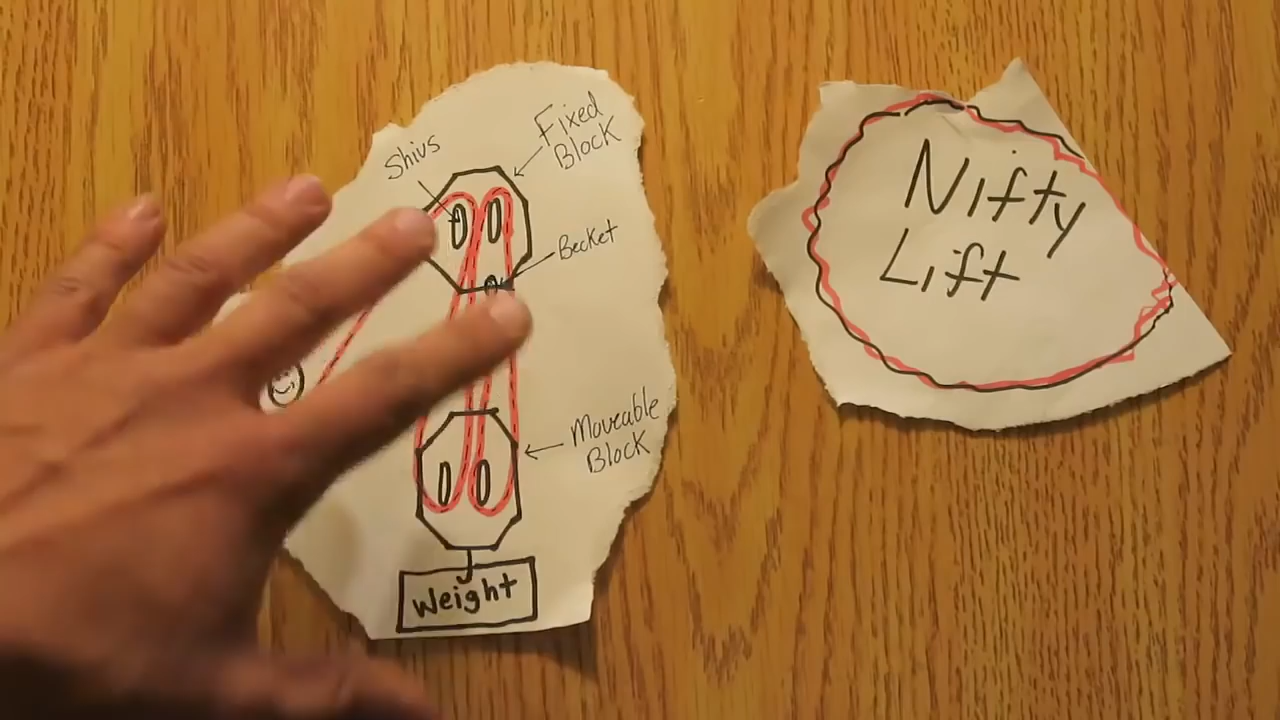 Shivs
Fixed
Block
Becket
Moveable
Block
Weight
Nifty
Lift